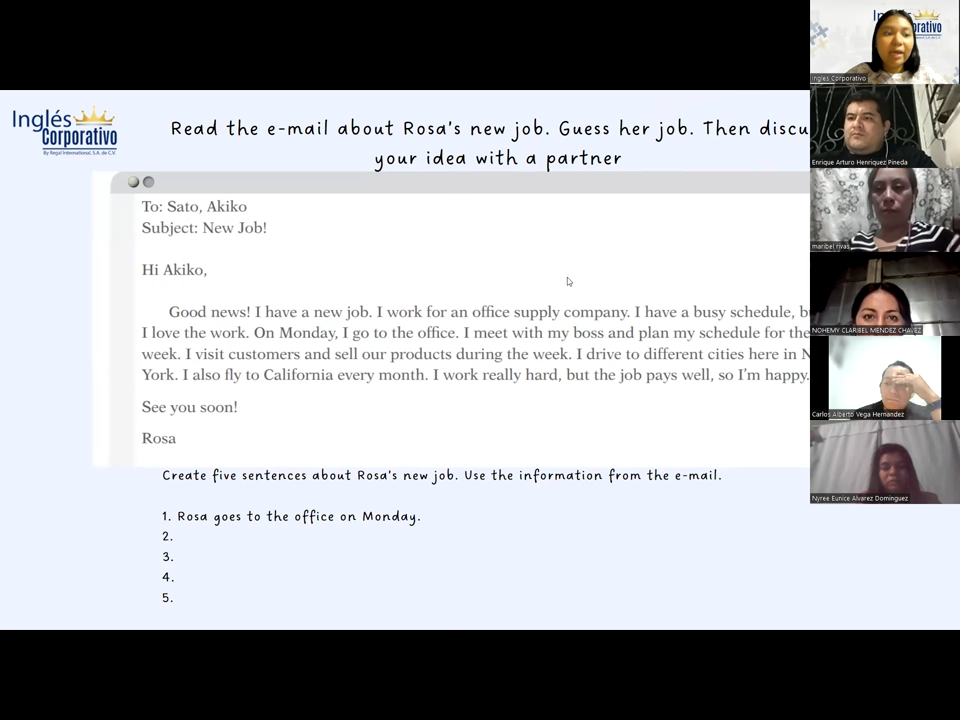 Inglés
Corporativo
By Regal International, S.A. de C.V.
Read the e-mail about Rosa's new job. Guess her job. Then discu
your idea with a partner
To: Sato, Akiko
Subject: New Job!
Hi Akiko,
Good news! I have a new job. I work for an office supply company. I have a busy schedule, bu
I love the work. On Monday, I go to the office. I meet with my boss and plan my schedule for the
week. I visit customers and sell our products during the week. I drive to different cities here in N
York. I also fly to California every month. I work really hard, but the job pays well, so I'm happy.
See you soon!
Rosa
Create five sentences about Rosa's new job. Use the information from the e-mail.
1. Rosa goes to the office on Monday.
2.
3.
4.
5.
Inglés Corporativo
Enrique Arturo Henriquez Pineda
maribel rivas
NOHEMY CLARIBEL MENDEZ CHAVEZ
Carlos Alberto Vega Hernandez
Nyree Eunice Alvarez Dominguez